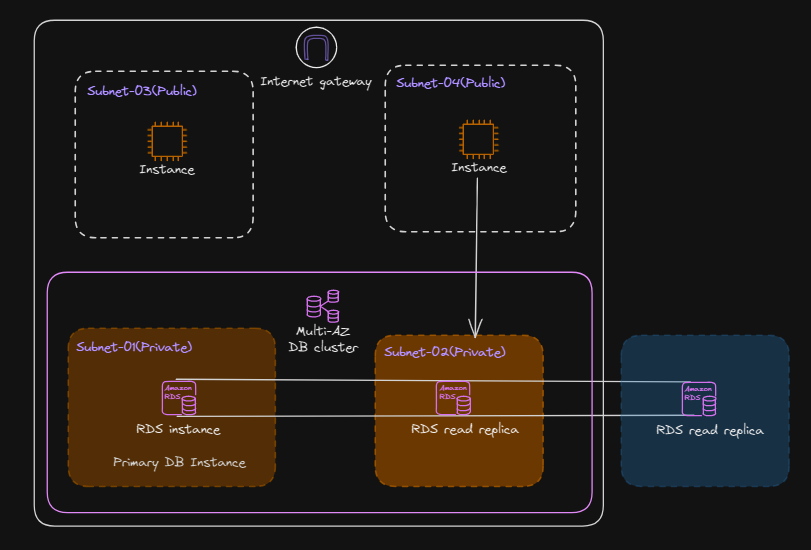 Internet gateway
Subnet-03(Public)
Instance
Subnet-04(Public)
Instance
Multi-AZ
DB cluster
Subnet-01(Private)
Amazon
RDS
RDS instance
Primary DB Instance
Subnet-02(Private)
Amazon
RDS
RDS read replica
Amazon
RDS
RDS read replica